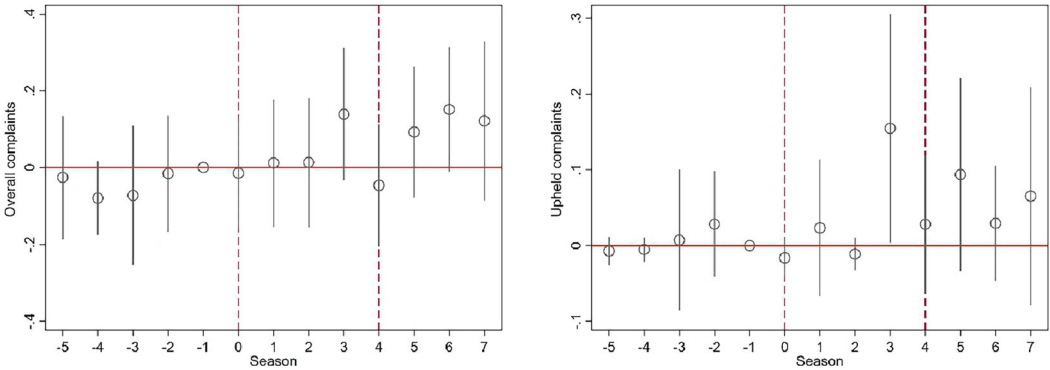 Overall complaints
.4
.2
0
-.2
-.4
-5 -4 -3 -2 -1 0 1 2 3 4 5 6 7
Season
Upheld complaints
.3
.2
.1
0
-.1
-5 -4 -3 -2 -1 0 1 2 3 4 5 6 7
Season